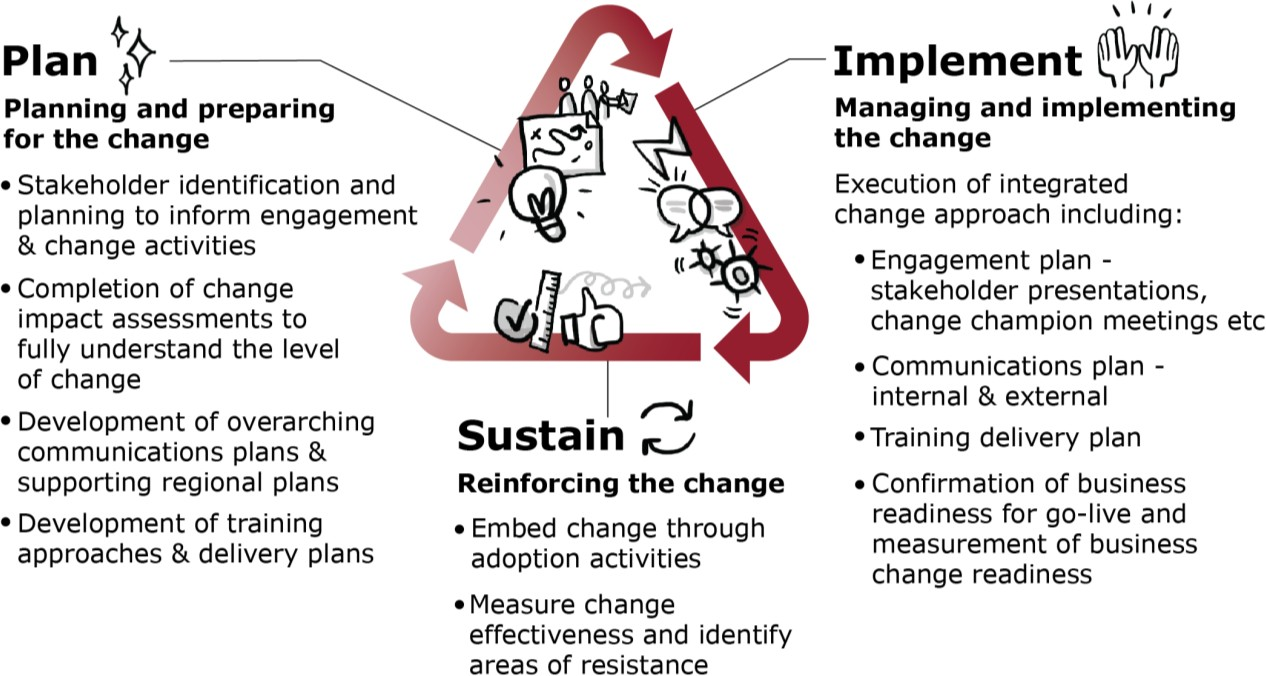 Plan
Planning and preparing
for the change
• Stakeholder identification and
planning to inform engagement
& change activities
• Completion of change
impact assessments to
fully understand the level
of change
• Development of overarching
communications plans &
supporting regional plans
• Development of training
approaches & delivery plans
Implement
Managing and implementing
the change
Execution of integrated
change approach including:
• Engagement plan -
stakeholder presentations,
change champion meetings etc
• Communications plan -
internal & external
• Training delivery plan
• Confirmation of business
readiness for go-live and
measurement of business
change readiness
Sustain
Reinforcing the change
• Embed change through
adoption activities
• Measure change
effectiveness and identify
areas of resistance